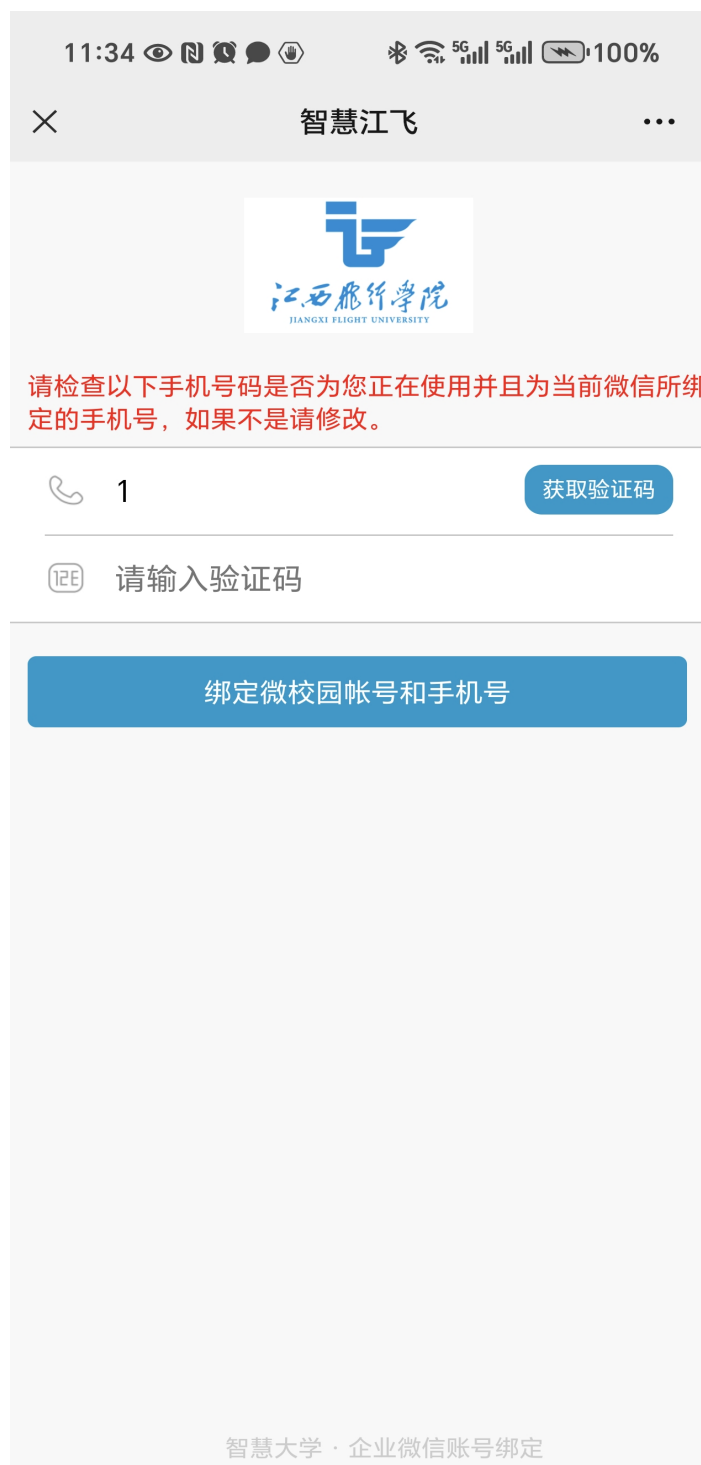 11:34
5G
5G
100%
智慧江飞
江西飛行學院
JIANGXI FLIGHT UNIVERSITY
请检查以下手机号码是否为您正在使用并且为当前微信所绑
定的手机号，如果不是请修改。
1
获取验证码
12E
请输入验证码
绑定微校园帐号和手机号
智慧大学 · 企业微信账号绑定